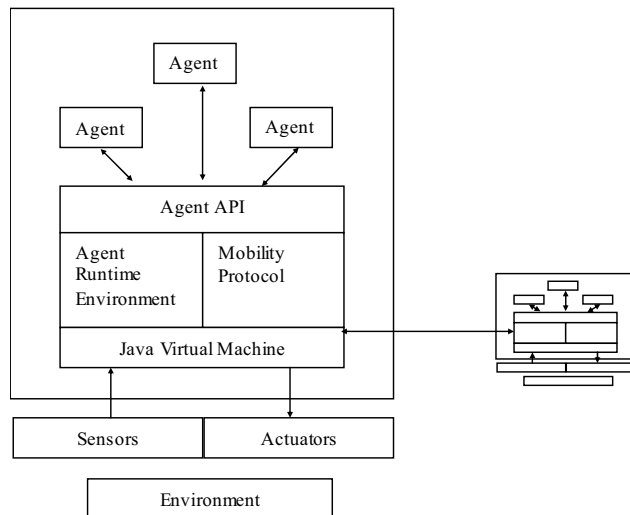 Agent
Agent
Agent
Agent API
Agent
Runtime
Environment
Mobility
Protocol
Java Virtual Machine
Sensors
Actuators
Environment